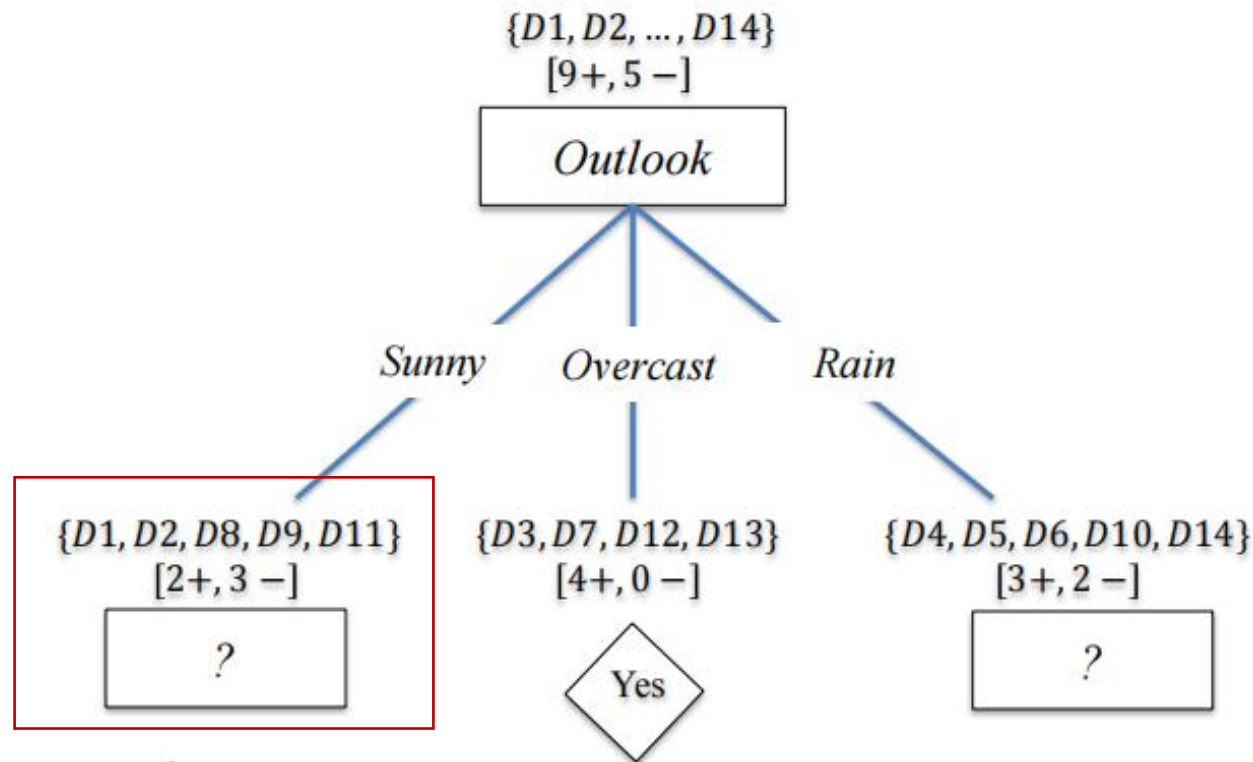 {D1, D2, ..., D14}
[9+, 5 −]
Outlook
Sunny
Overcast
Rain
{D1, D2, D8, D9, D11}
[2+, 3 −]
?
{D3, D7, D12, D13}
[4+, 0 −]
Yes
{D4, D5, D6, D10, D14}
[3+, 2 −]
?